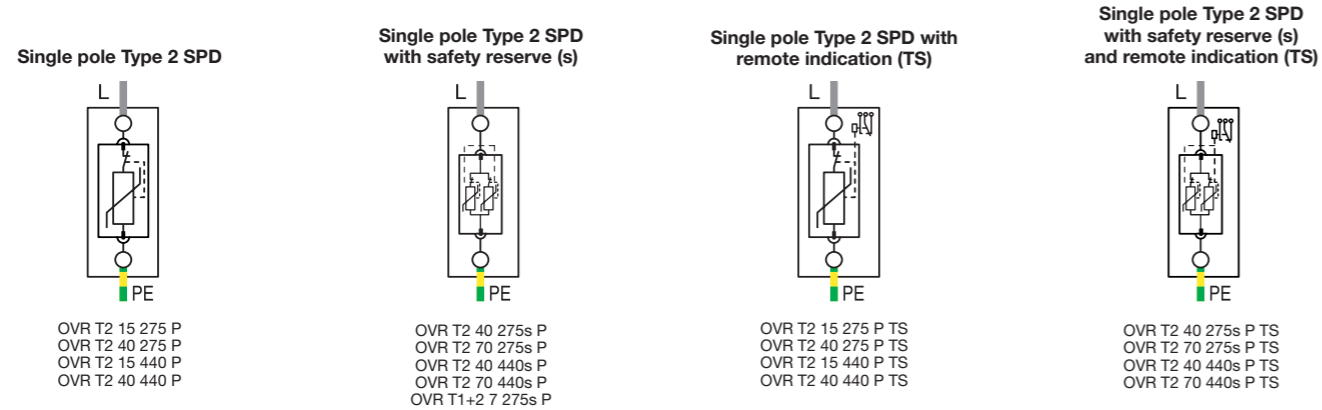 Single pole Type 2 SPD
L
PE
OVR T2 15 275 P
OVR T2 40 275 P
OVR T2 15 440 P
OVR T2 40 440 P
Single pole Type 2 SPD
with safety reserve (s)
L
PE
OVR T2 40 275s P
OVR T2 70 275s P
OVR T2 40 440s P
OVR T2 70 440s P
OVR T1+2 7 275s P
Single pole Type 2 SPD with
remote indication (TS)
L
PE
OVR T2 15 275 P TS
OVR T2 40 275 P TS
OVR T2 15 440 P TS
OVR T2 40 440 P TS
Single pole Type 2 SPD
with safety reserve (s)
and remote indication (TS)
L
PE
OVR T2 40 275s P TS
OVR T2 70 275s P TS
OVR T2 40 440s P TS
OVR T2 70 440s P TS